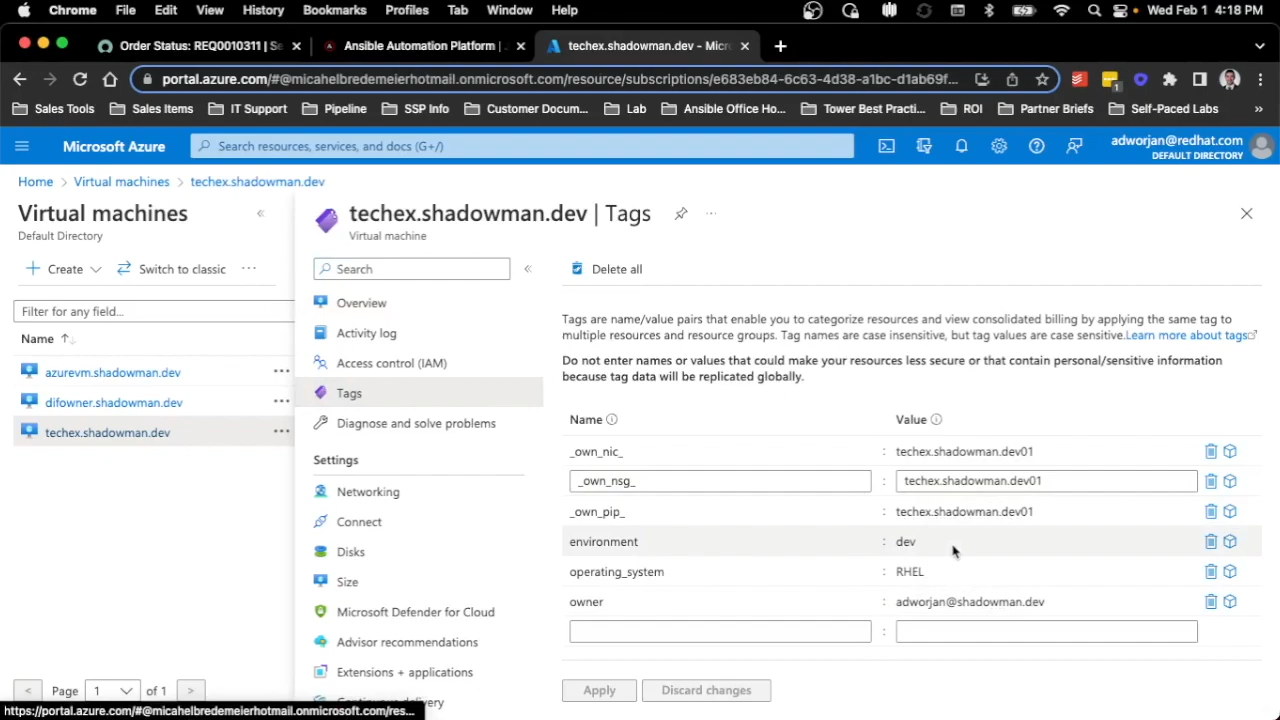 Chrome File Edit View History Bookmarks Profiles Tab Window Help Wed Feb 1 4:18 PM
Order Status: REQ0010311 | Se Ansible Automation Platform | techex.shadowman.dev - Micr
portal.azure.com/#@micahelbredemeierhotmail.onmicrosoft.com/resource/subscriptions/e683eb84-6c63-4d38-a1bc-d1ab69f...
Sales Tools Sales Items IT Support Pipeline SSP Info Customer Docum... Lab Ansible Office Ho... Tower Best Practi... ROI Partner Briefs Self-Paced Labs »
Microsoft Azure Search resources, services, and docs (G+/) adworjan@redhat.com
DEFAULT DIRECTORY
Home > Virtual machines > techex.shadowman.dev
Virtual machines «
Default Directory
+ Create Switch to classic ...
Filter for any field...
Name ↑
azurevm.shadowman.dev ...
difowner.shadowman.dev ...
techex.shadowman.dev ...
< Page 1 of 1 >
https://portal.azure.com/#@micahelbredemeierhotmail.onmicrosoft.com/res...
techex.shadowman.dev | Tags ...
Virtual machine
Search «
Overview
Activity log
Access control (IAM)
Tags
Diagnose and solve problems
Settings
Networking
Connect
Disks
Size
Microsoft Defender for Cloud
Advisor recommendations
Extensions + applications
Continuous delivery
Delete all
Tags are name/value pairs that enable you to categorize resources and view consolidated billing by applying the same tag to
multiple resources and resource groups. Tag names are case insensitive, but tag values are case sensitive. Learn more about tags
Do not enter names or values that could make your resources less secure or that contain personal/sensitive information
because tag data will be replicated globally.
Name Value
_own_nic_ : techex.shadowman.dev01
_own_nsg_ : techex.shadowman.dev01
_own_pip_ : techex.shadowman.dev01
environment : dev
operating_system : RHEL
owner : adworjan@shadowman.dev
:
Apply Discard changes